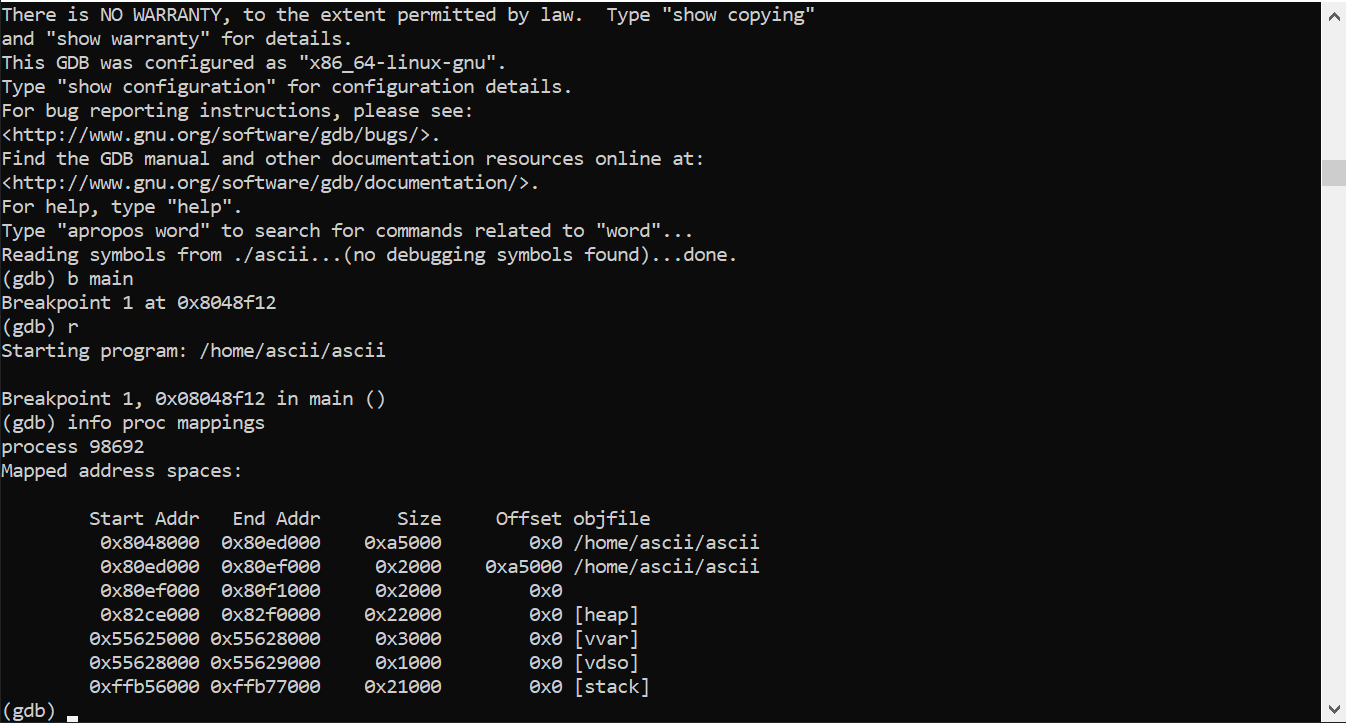 There is NO WARRANTY, to the extent permitted by law.  Type "show copying"
and "show warranty" for details.
This GDB was configured as "x86_64-linux-gnu".
Type "show configuration" for configuration details.
For bug reporting instructions, please see:
<http://www.gnu.org/software/gdb/bugs/>.
Find the GDB manual and other documentation resources online at:
<http://www.gnu.org/software/gdb/documentation/>.
For help, type "help".
Type "apropos word" to search for commands related to "word"...
Reading symbols from ./ascii...(no debugging symbols found)...done.
(gdb) b main
Breakpoint 1 at 0x8048f12
(gdb) r
Starting program: /home/ascii/ascii

Breakpoint 1, 0x08048f12 in main ()
(gdb) info proc mappings
process 98692
Mapped address spaces:

        Start Addr   End Addr       Size     Offset objfile
         0x8048000  0x80ed000    0xa5000        0x0 /home/ascii/ascii
         0x80ed000  0x80ef000     0x2000    0xa5000 /home/ascii/ascii
         0x80ef000  0x80f1000     0x2000        0x0
         0x82ce000  0x82f0000    0x22000        0x0 [heap]
        0x55625000 0x55628000     0x3000        0x0 [vvar]
        0x55628000 0x55629000     0x1000        0x0 [vdso]
        0xffb56000 0xffb77000    0x21000        0x0 [stack]
(gdb)